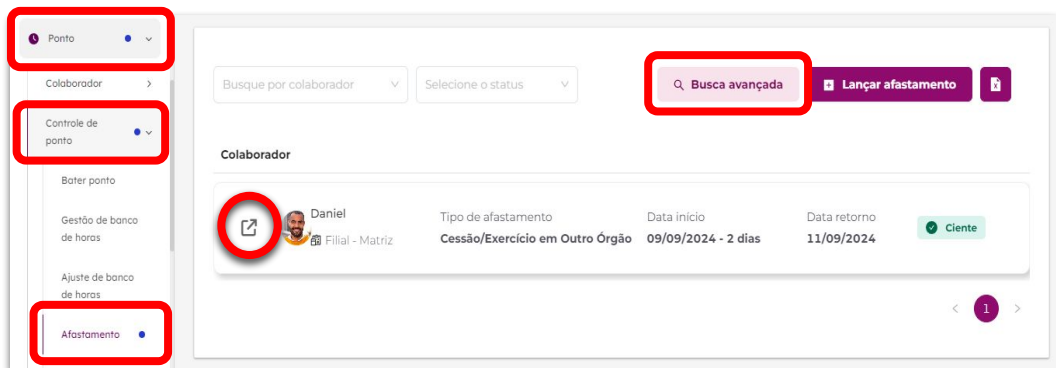 Ponto
Colaborador
Controle de
ponto
Bater ponto
Gestão de banco
de horas
Ajuste de banco
de horas
Afastamento
Busque por colaborador
Selecione o status
Busca avançada
Lançar afastamento
Colaborador
Daniel
Filial - Matriz
Tipo de afastamento
Cessão/Exercício em Outro Órgão
Data início
09/09/2024 - 2 dias
Data retorno
11/09/2024
Ciente
1